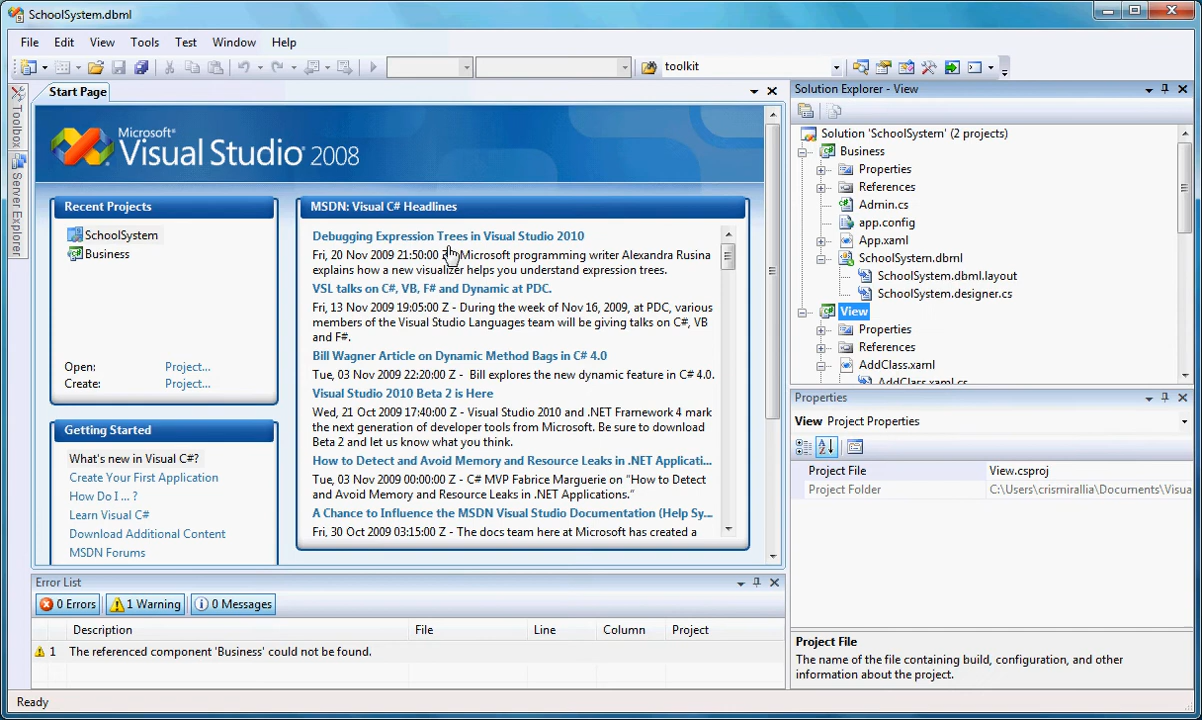 SchoolSystem.dbml
File Edit View Tools Test Window Help
toolkit
Toolbox
Server Explorer
Start Page
Microsoft®
Visual Studio® 2008
Recent Projects
SchoolSystem
Business
Open: Project...
Create: Project...
Getting Started
What's new in Visual C#?
Create Your First Application
How Do I ... ?
Learn Visual C#
Download Additional Content
MSDN Forums
MSDN: Visual C# Headlines
Debugging Expression Trees in Visual Studio 2010
Fri, 20 Nov 2009 21:50:00 Microsoft programming writer Alexandra Rusina
explains how a new visualizer helps you understand expression trees.
VSL talks on C#, VB, F# and Dynamic at PDC.
Fri, 13 Nov 2009 19:05:00 Z - During the week of Nov 16, 2009, at PDC, various
members of the Visual Studio Languages team will be giving talks on C#, VB
and F#.
Bill Wagner Article on Dynamic Method Bags in C# 4.0
Tue, 03 Nov 2009 22:20:00 Z - Bill explores the new dynamic feature in C# 4.0.
Visual Studio 2010 Beta 2 is Here
Wed, 21 Oct 2009 17:40:00 Z - Visual Studio 2010 and .NET Framework 4 mark
the next generation of developer tools from Microsoft. Be sure to download
Beta 2 and let us know what you think.
How to Detect and Avoid Memory and Resource Leaks in .NET Applicati...
Tue, 03 Nov 2009 00:00:00 Z - C# MVP Fabrice Marguerie on "How to Detect
and Avoid Memory and Resource Leaks in .NET Applications."
A Chance to Influence the MSDN Visual Studio Documentation (Help Sy...
Fri, 30 Oct 2009 03:15:00 Z - The docs team here at Microsoft has created a
Error List
0 Errors 1 Warning 0 Messages
Description File Line Column Project
1 The referenced component 'Business' could not be found.
Ready
Solution Explorer - View
Solution 'SchoolSystem' (2 projects)
Business
Properties
References
Admin.cs
app.config
App.xaml
SchoolSystem.dbml
SchoolSystem.dbml.layout
SchoolSystem.designer.cs
View
Properties
References
AddClass.xaml
AddClass.xaml.cs
Properties
View Project Properties
Project File View.csproj
Project Folder C:\Users\crismirallia\Documents\Visua
Project File
The name of the file containing build, configuration, and other
information about the project.